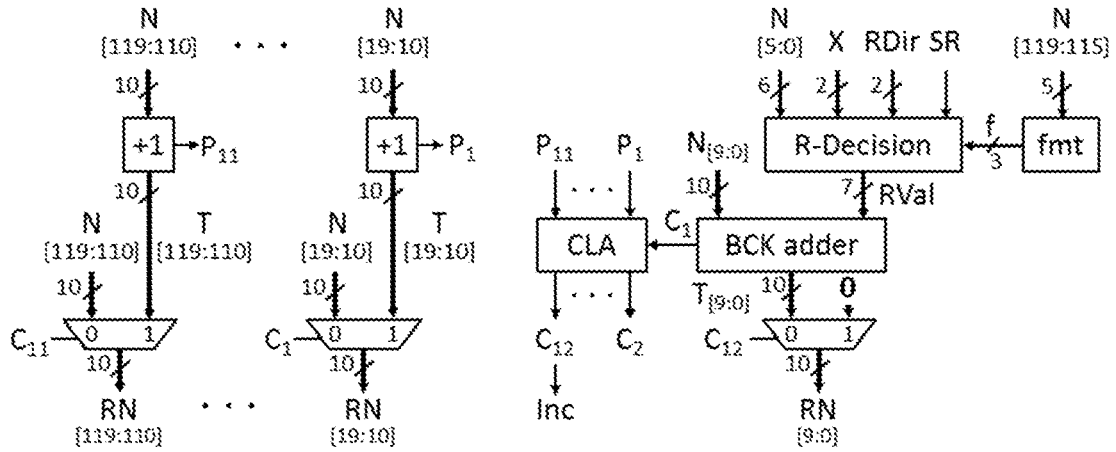 N N N N
[119:110] . . . [19:10] [5:0] X RDir SR [119:115]
10 10 6 2 2 5
+1 P11 +1 P1 P11 P1 N[9:0] R-Decision f 3 fmt
10 10 . . . 10 7 RVal
N T N T CLA C1 BCK adder
[119:110] [119:110] [19:10] [19:10]
10 10 . . . T[9:0] 10 0
C11 0 1 C1 0 1 C12 C2 C12 0 1
10 10 10
RN . . . RN Inc RN
[119:110] [19:10] [9:0]